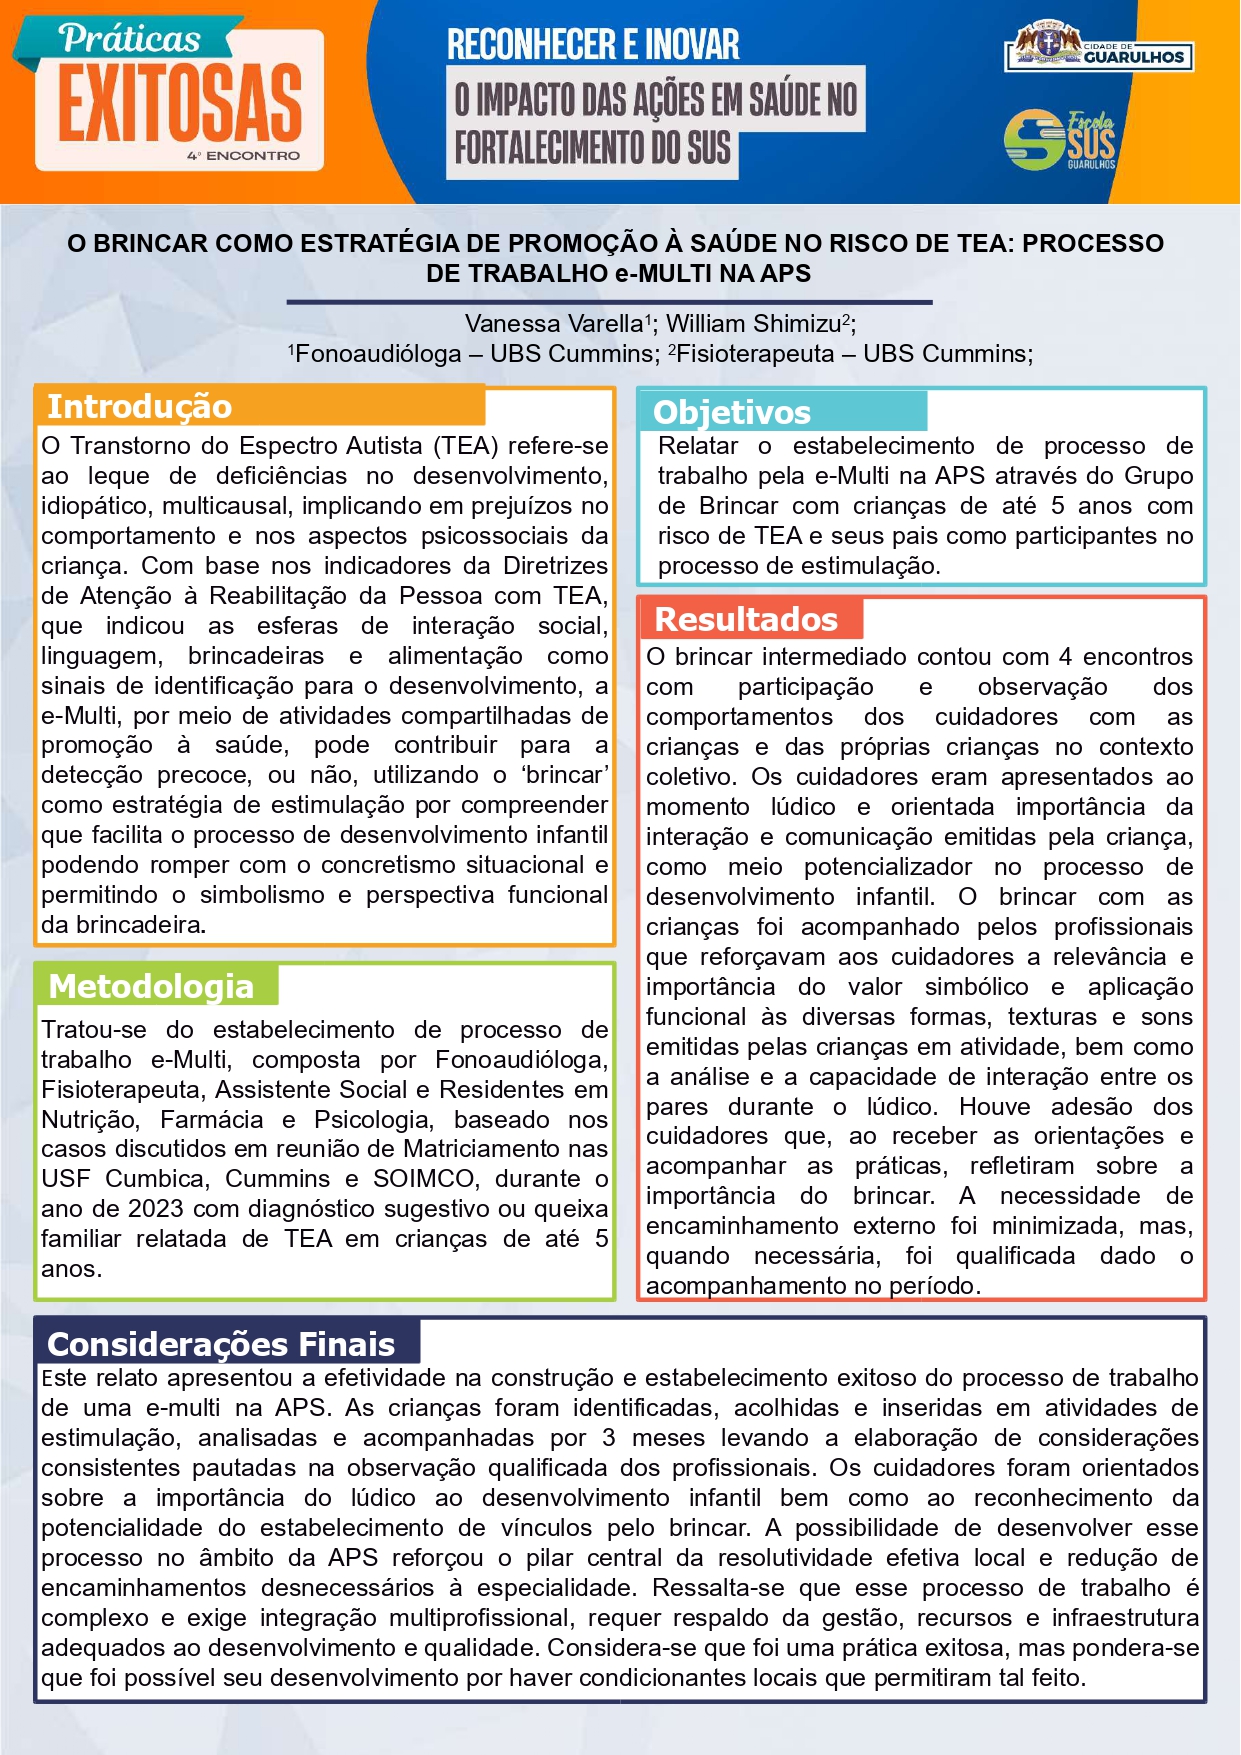 Práticas
EXITOSAS
4º ENCONTRO
RECONHECER E INOVAR
O IMPACTO DAS AÇÕES EM SAÚDE NO
FORTALECIMENTO DO SUS
CIDADE DE
GUARULHOS
Escola
SUS
GUARULHOS
O BRINCAR COMO ESTRATÉGIA DE PROMOÇÃO À SAÚDE NO RISCO DE TEA: PROCESSO
DE TRABALHO e-MULTI NA APS
Vanessa Varella¹; William Shimizu²;
¹Fonoaudióloga – UBS Cummins; ²Fisioterapeuta – UBS Cummins;
Introdução
O Transtorno do Espectro Autista (TEA) refere-se
ao leque de deficiências no desenvolvimento,
idiopático, multicausal, implicando em prejuízos no
comportamento e nos aspectos psicossociais da
criança. Com base nos indicadores da Diretrizes
de Atenção à Reabilitação da Pessoa com TEA,
que indicou as esferas de interação social,
linguagem, brincadeiras e alimentação como
sinais de identificação para o desenvolvimento, a
e-Multi, por meio de atividades compartilhadas de
promoção à saúde, pode contribuir para a
detecção precoce, ou não, utilizando o ‘brincar’
como estratégia de estimulação por compreender
que facilita o processo de desenvolvimento infantil
podendo romper com o concretismo situacional e
permitindo o simbolismo e perspectiva funcional
da brincadeira.
Metodologia
Tratou-se do estabelecimento de processo de
trabalho e-Multi, composta por Fonoaudióloga,
Fisioterapeuta, Assistente Social e Residentes em
Nutrição, Farmácia e Psicologia, baseado nos
casos discutidos em reunião de Matriciamento nas
USF Cumbica, Cummins e SOIMCO, durante o
ano de 2023 com diagnóstico sugestivo ou queixa
familiar relatada de TEA em crianças de até 5
anos.
Objetivos
Relatar o estabelecimento de processo de
trabalho pela e-Multi na APS através do Grupo
de Brincar com crianças de até 5 anos com
risco de TEA e seus pais como participantes no
processo de estimulação.
Resultados
O brincar intermediado contou com 4 encontros
com participação e observação dos
comportamentos dos cuidadores com as
crianças e das próprias crianças no contexto
coletivo. Os cuidadores eram apresentados ao
momento lúdico e orientada importância da
interação e comunicação emitidas pela criança,
como meio potencializador no processo de
desenvolvimento infantil. O brincar com as
crianças foi acompanhado pelos profissionais
que reforçavam aos cuidadores a relevância e
importância do valor simbólico e aplicação
funcional às diversas formas, texturas e sons
emitidas pelas crianças em atividade, bem como
a análise e a capacidade de interação entre os
pares durante o lúdico. Houve adesão dos
cuidadores que, ao receber as orientações e
acompanhar as práticas, refletiram sobre a
importância do brincar. A necessidade de
encaminhamento externo foi minimizada, mas,
quando necessária, foi qualificada dado o
acompanhamento no período.
Considerações Finais
Este relato apresentou a efetividade na construção e estabelecimento exitoso do processo de trabalho
de uma e-multi na APS. As crianças foram identificadas, acolhidas e inseridas em atividades de
estimulação, analisadas e acompanhadas por 3 meses levando a elaboração de considerações
consistentes pautadas na observação qualificada dos profissionais. Os cuidadores foram orientados
sobre a importância do lúdico ao desenvolvimento infantil bem como ao reconhecimento da
potencialidade do estabelecimento de vínculos pelo brincar. A possibilidade de desenvolver esse
processo no âmbito da APS reforçou o pilar central da resolutividade efetiva local e redução de
encaminhamentos desnecessários à especialidade. Ressalta-se que esse processo de trabalho é
complexo e exige integração multiprofissional, requer respaldo da gestão, recursos e infraestrutura
adequados ao desenvolvimento e qualidade. Considera-se que foi uma prática exitosa, mas pondera-se
que foi possível seu desenvolvimento por haver condicionantes locais que permitiram tal feito.